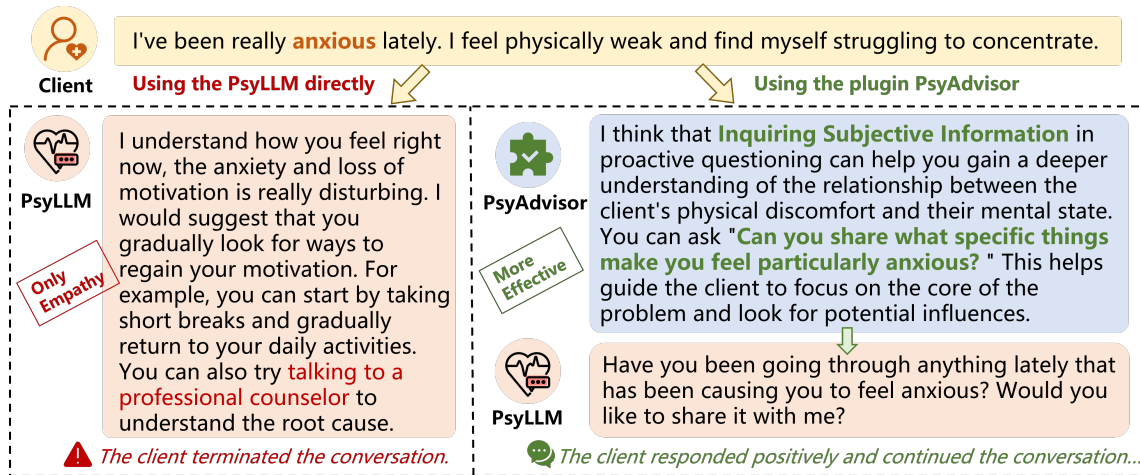 I've been really anxious lately. I feel physically weak and find myself struggling to concentrate.
Client
Using the PsyLLM directly
Using the plugin PsyAdvisor
PsyLLM
Only
Empathy
I understand how you feel right
now, the anxiety and loss of
motivation is really disturbing. I
would suggest that you
gradually look for ways to
regain your motivation. For
example, you can start by taking
short breaks and gradually
return to your daily activities.
You can also try talking to a
professional counselor to
understand the root cause.
The client terminated the conversation.
PsyAdvisor
More
Effective
I think that Inquiring Subjective Information in
proactive questioning can help you gain a deeper
understanding of the relationship between the
client's physical discomfort and their mental state.
You can ask "Can you share what specific things
make you feel particularly anxious? " This helps
guide the client to focus on the core of the
problem and look for potential influences.
PsyLLM
Have you been going through anything lately that
has been causing you to feel anxious? Would you
like to share it with me?
The client responded positively and continued the conversation...